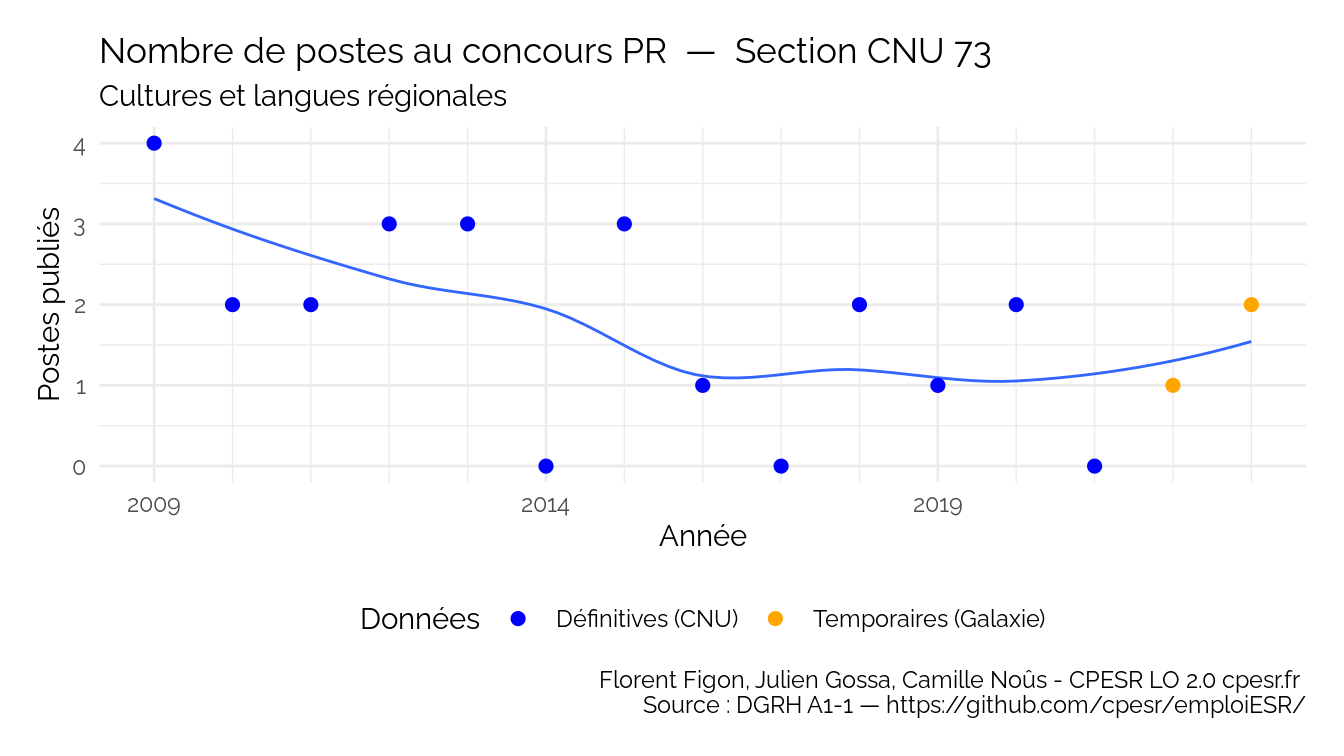 Nombre de postes au concours PR — Section CNU 73
Cultures et langues régionales
Postes publiés
4
3
2
1
0
2009 2014 2019
Année
Données Définitives (CNU) Temporaires (Galaxie)
Florent Figon, Julien Gossa, Camille Noûs - CPESR LO 2.0 cpesr.fr
Source : DGRH A1-1 — https://github.com/cpesr/emploiESR/